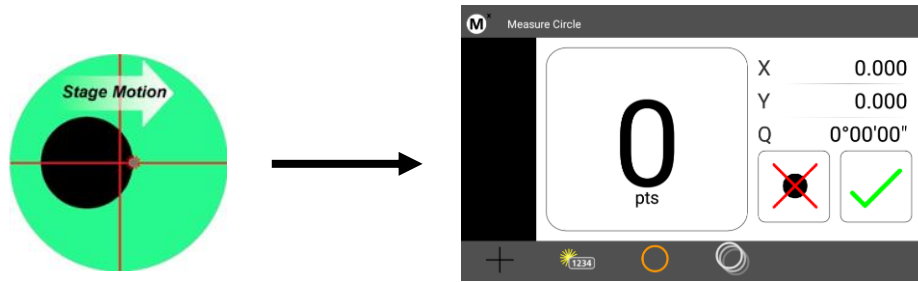 Stage Motion
M x Measure Circle
0
pts
X 0.000
Y 0.000
Q 0°00'00"
1234